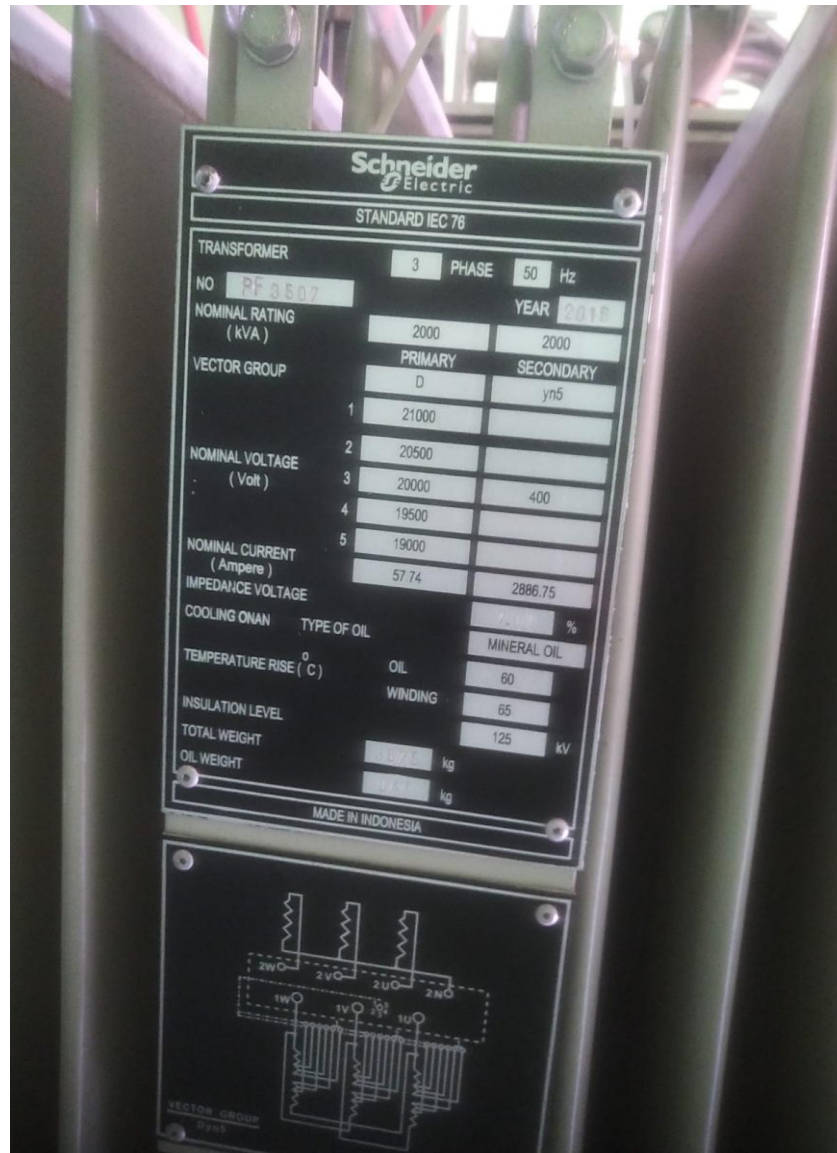 Schneider
Electric
STANDARD IEC 76
TRANSFORMER 3 PHASE 50 Hz
NO PF 3507 YEAR 2018
NOMINAL RATING (kVA) 2000 2000
PRIMARY SECONDARY
VECTOR GROUP D yn5
1 21000
2 20500
NOMINAL VOLTAGE (Volt) 3 20000 400
4 19500
5 19000
NOMINAL CURRENT (Ampere) 57.74 2886.75
IMPEDANCE VOLTAGE %
COOLING ONAN TYPE OF OIL MINERAL OIL
TEMPERATURE RISE (°C) OIL 60
WINDING 65
INSULATION LEVEL 125 kV
TOTAL WEIGHT kg
OIL WEIGHT kg
MADE IN INDONESIA
2W 2V 2U 2N
1W 1V 1U
VECTOR GROUP
Dyn5